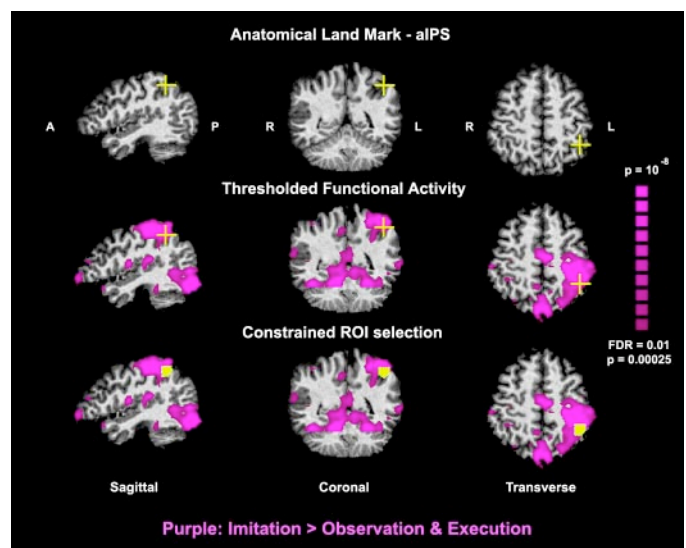 Anatomical Land Mark - aIPS
A P R L R L
p = 10⁻⁸
Thresholded Functional Activity
Constrained ROI selection
FDR = 0.01
p = 0.00025
Sagittal Coronal Transverse
Purple: Imitation > Observation & Execution